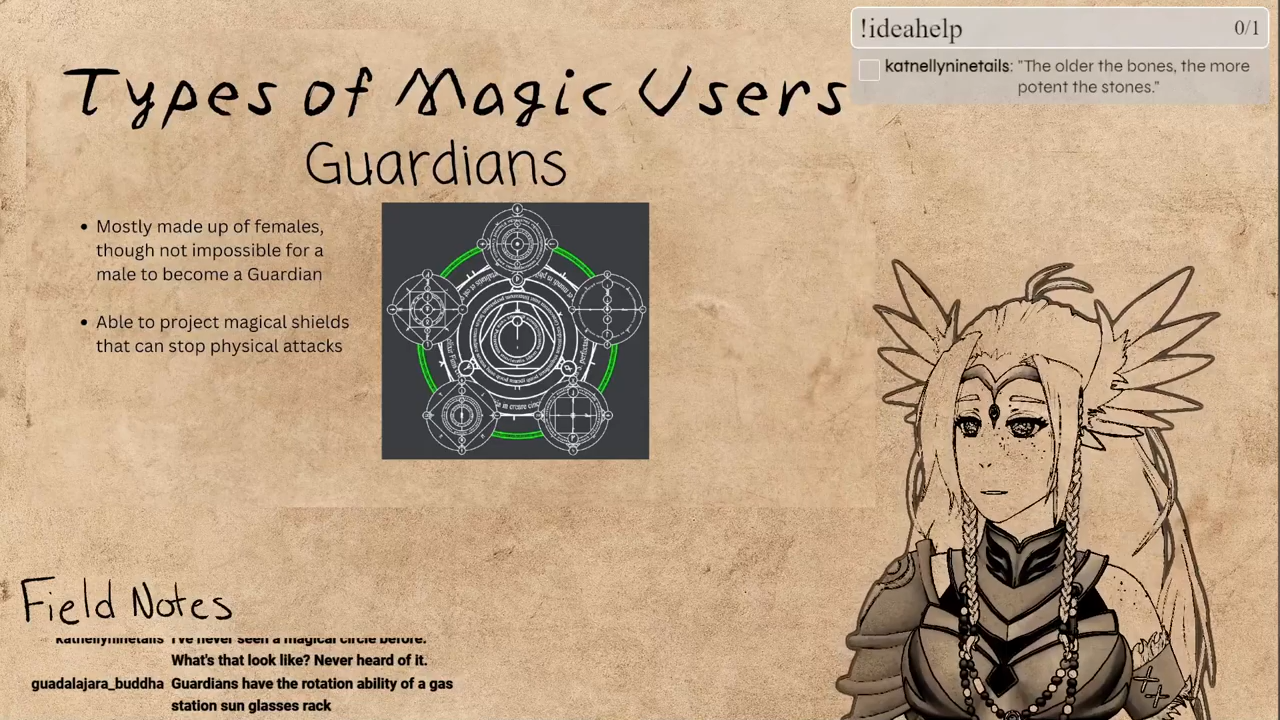 !ideahelp 0/1
katnellyninetails: "The older the bones, the more
potent the stones."
Types of Magic Users
Guardians
• Mostly made up of females,
though not impossible for a
male to become a Guardian
• Able to project magical shields
that can stop physical attacks
Field Notes
katnellyninetails I've never seen a magical circle before.
What's that look like? Never heard of it.
guadalajara_buddha Guardians have the rotation ability of a gas
station sun glasses rack